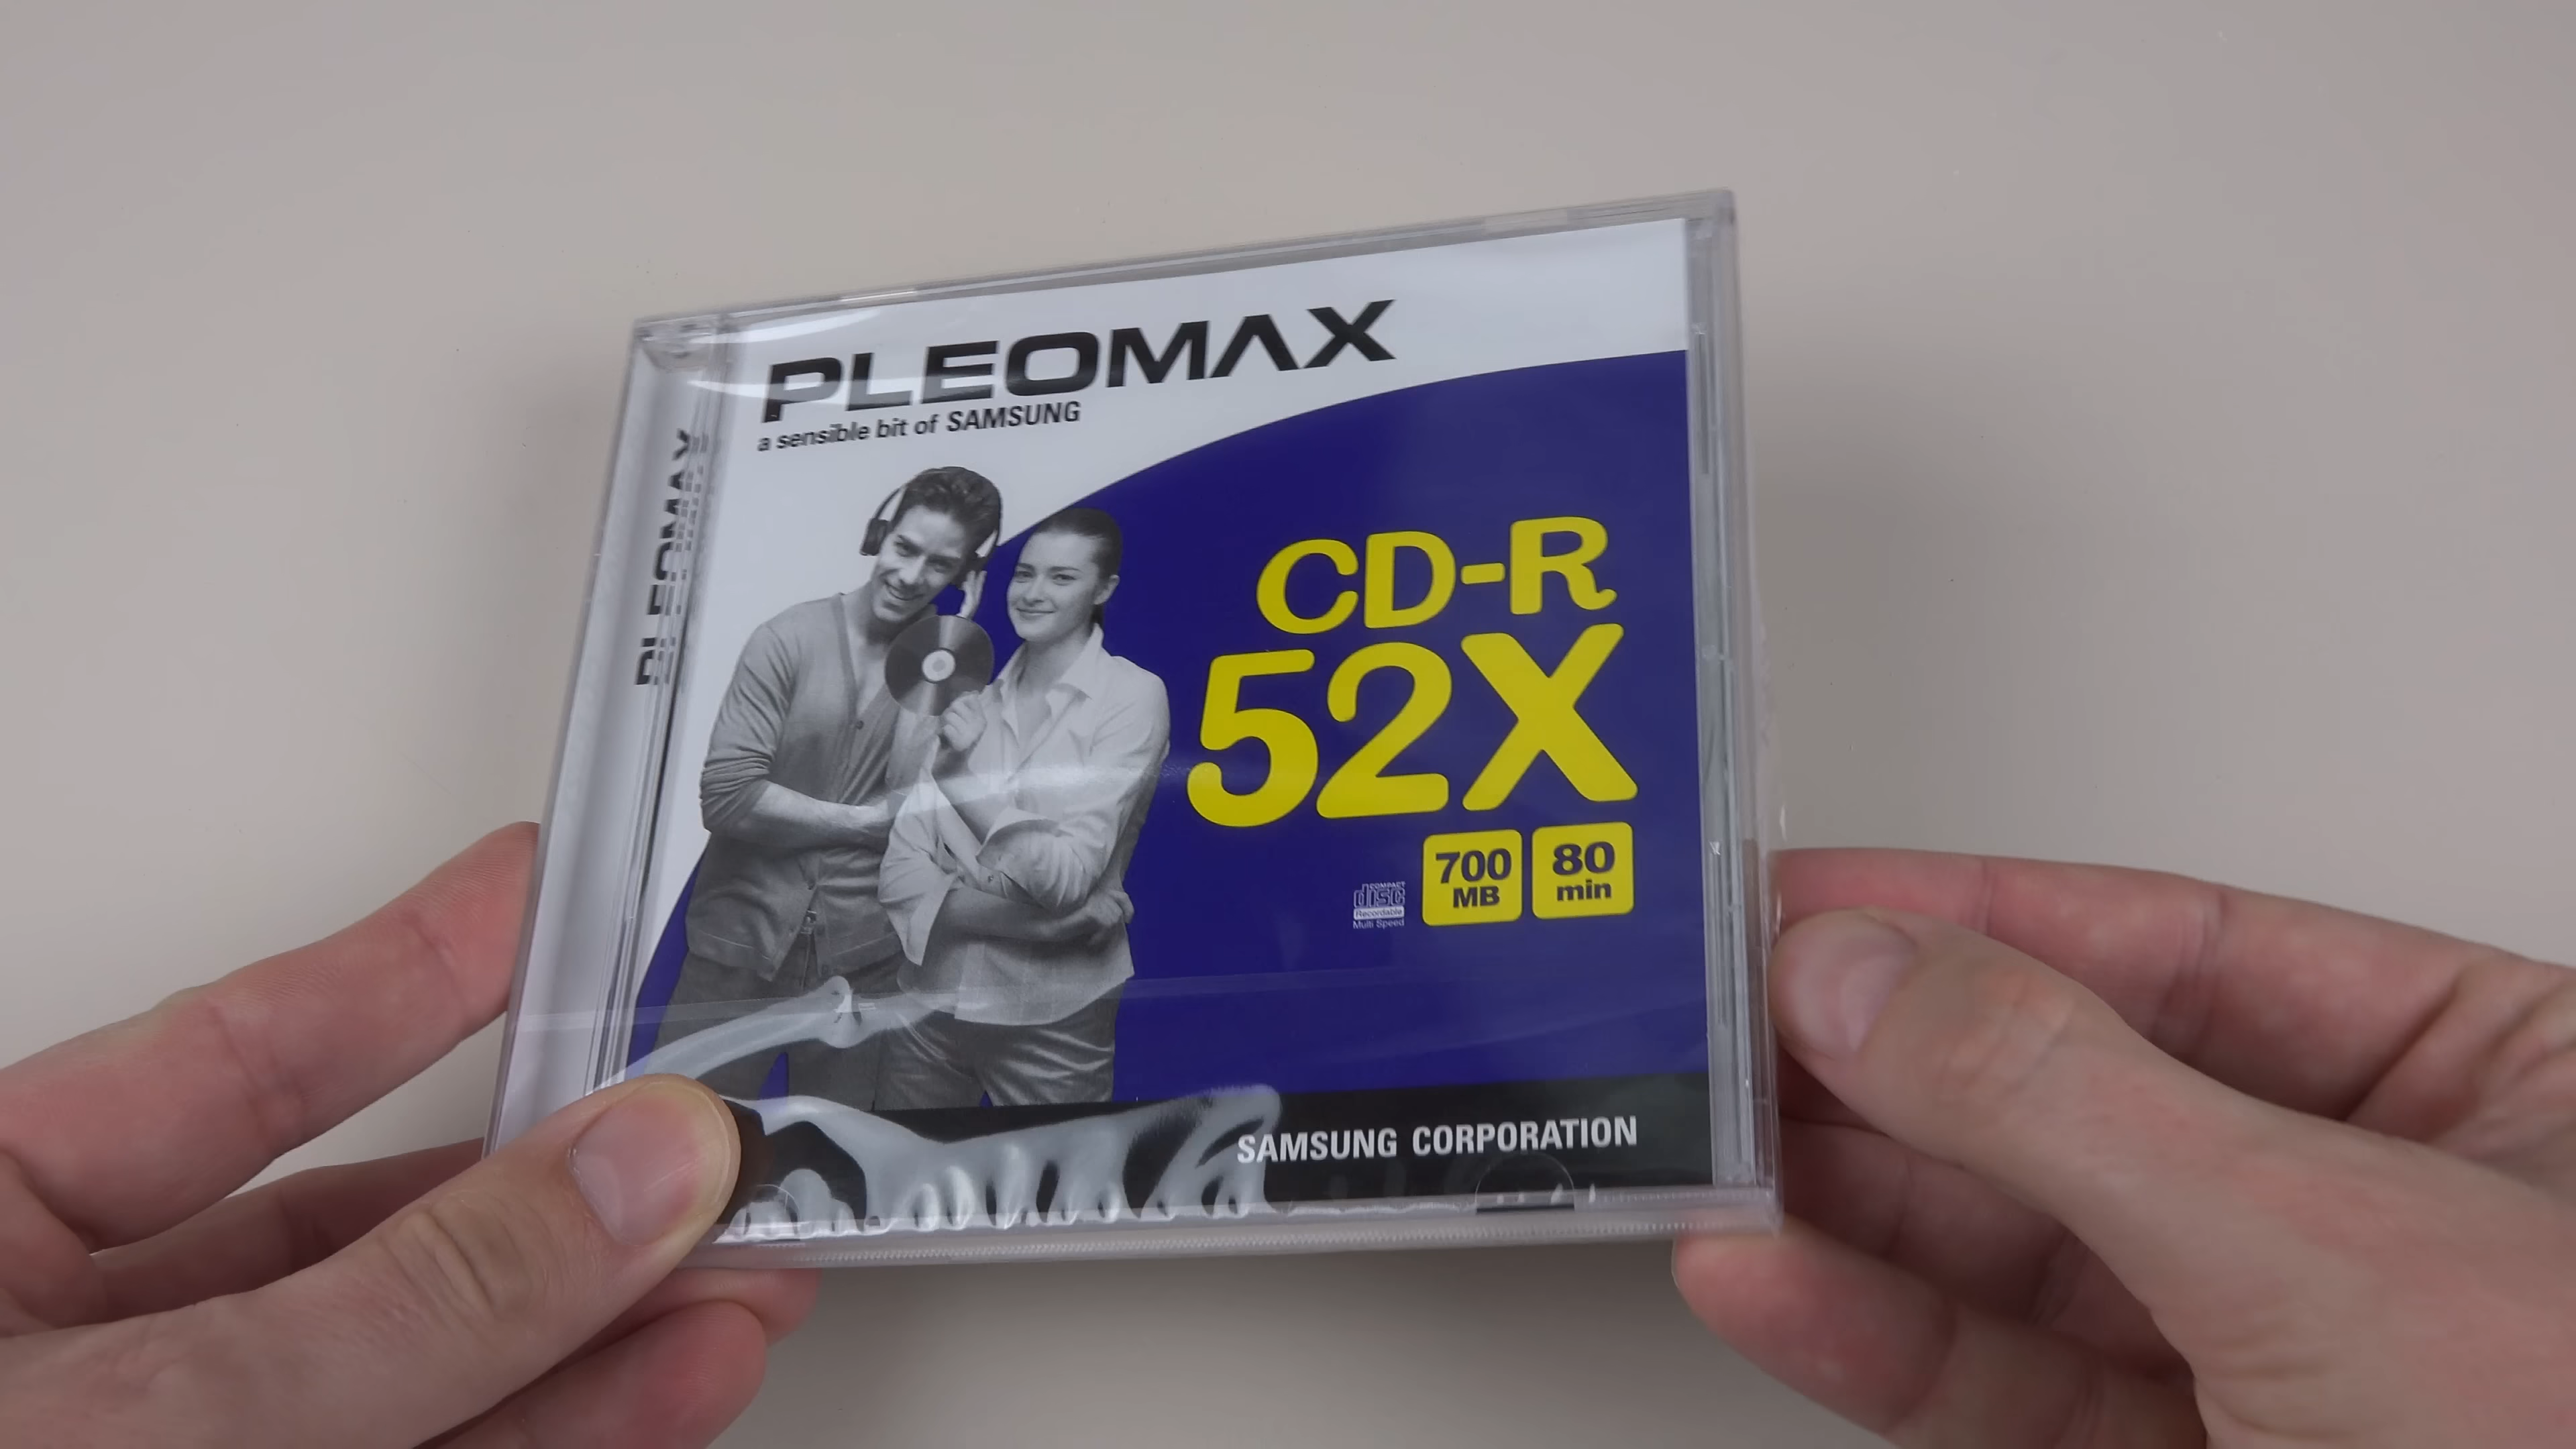 PLEOMAX
a sensible bit of SAMSUNG
PLEOMAX
CD-R
52X
700
MB
80
min
COMPACT
disc
Recordable
Multi Speed
SAMSUNG CORPORATION